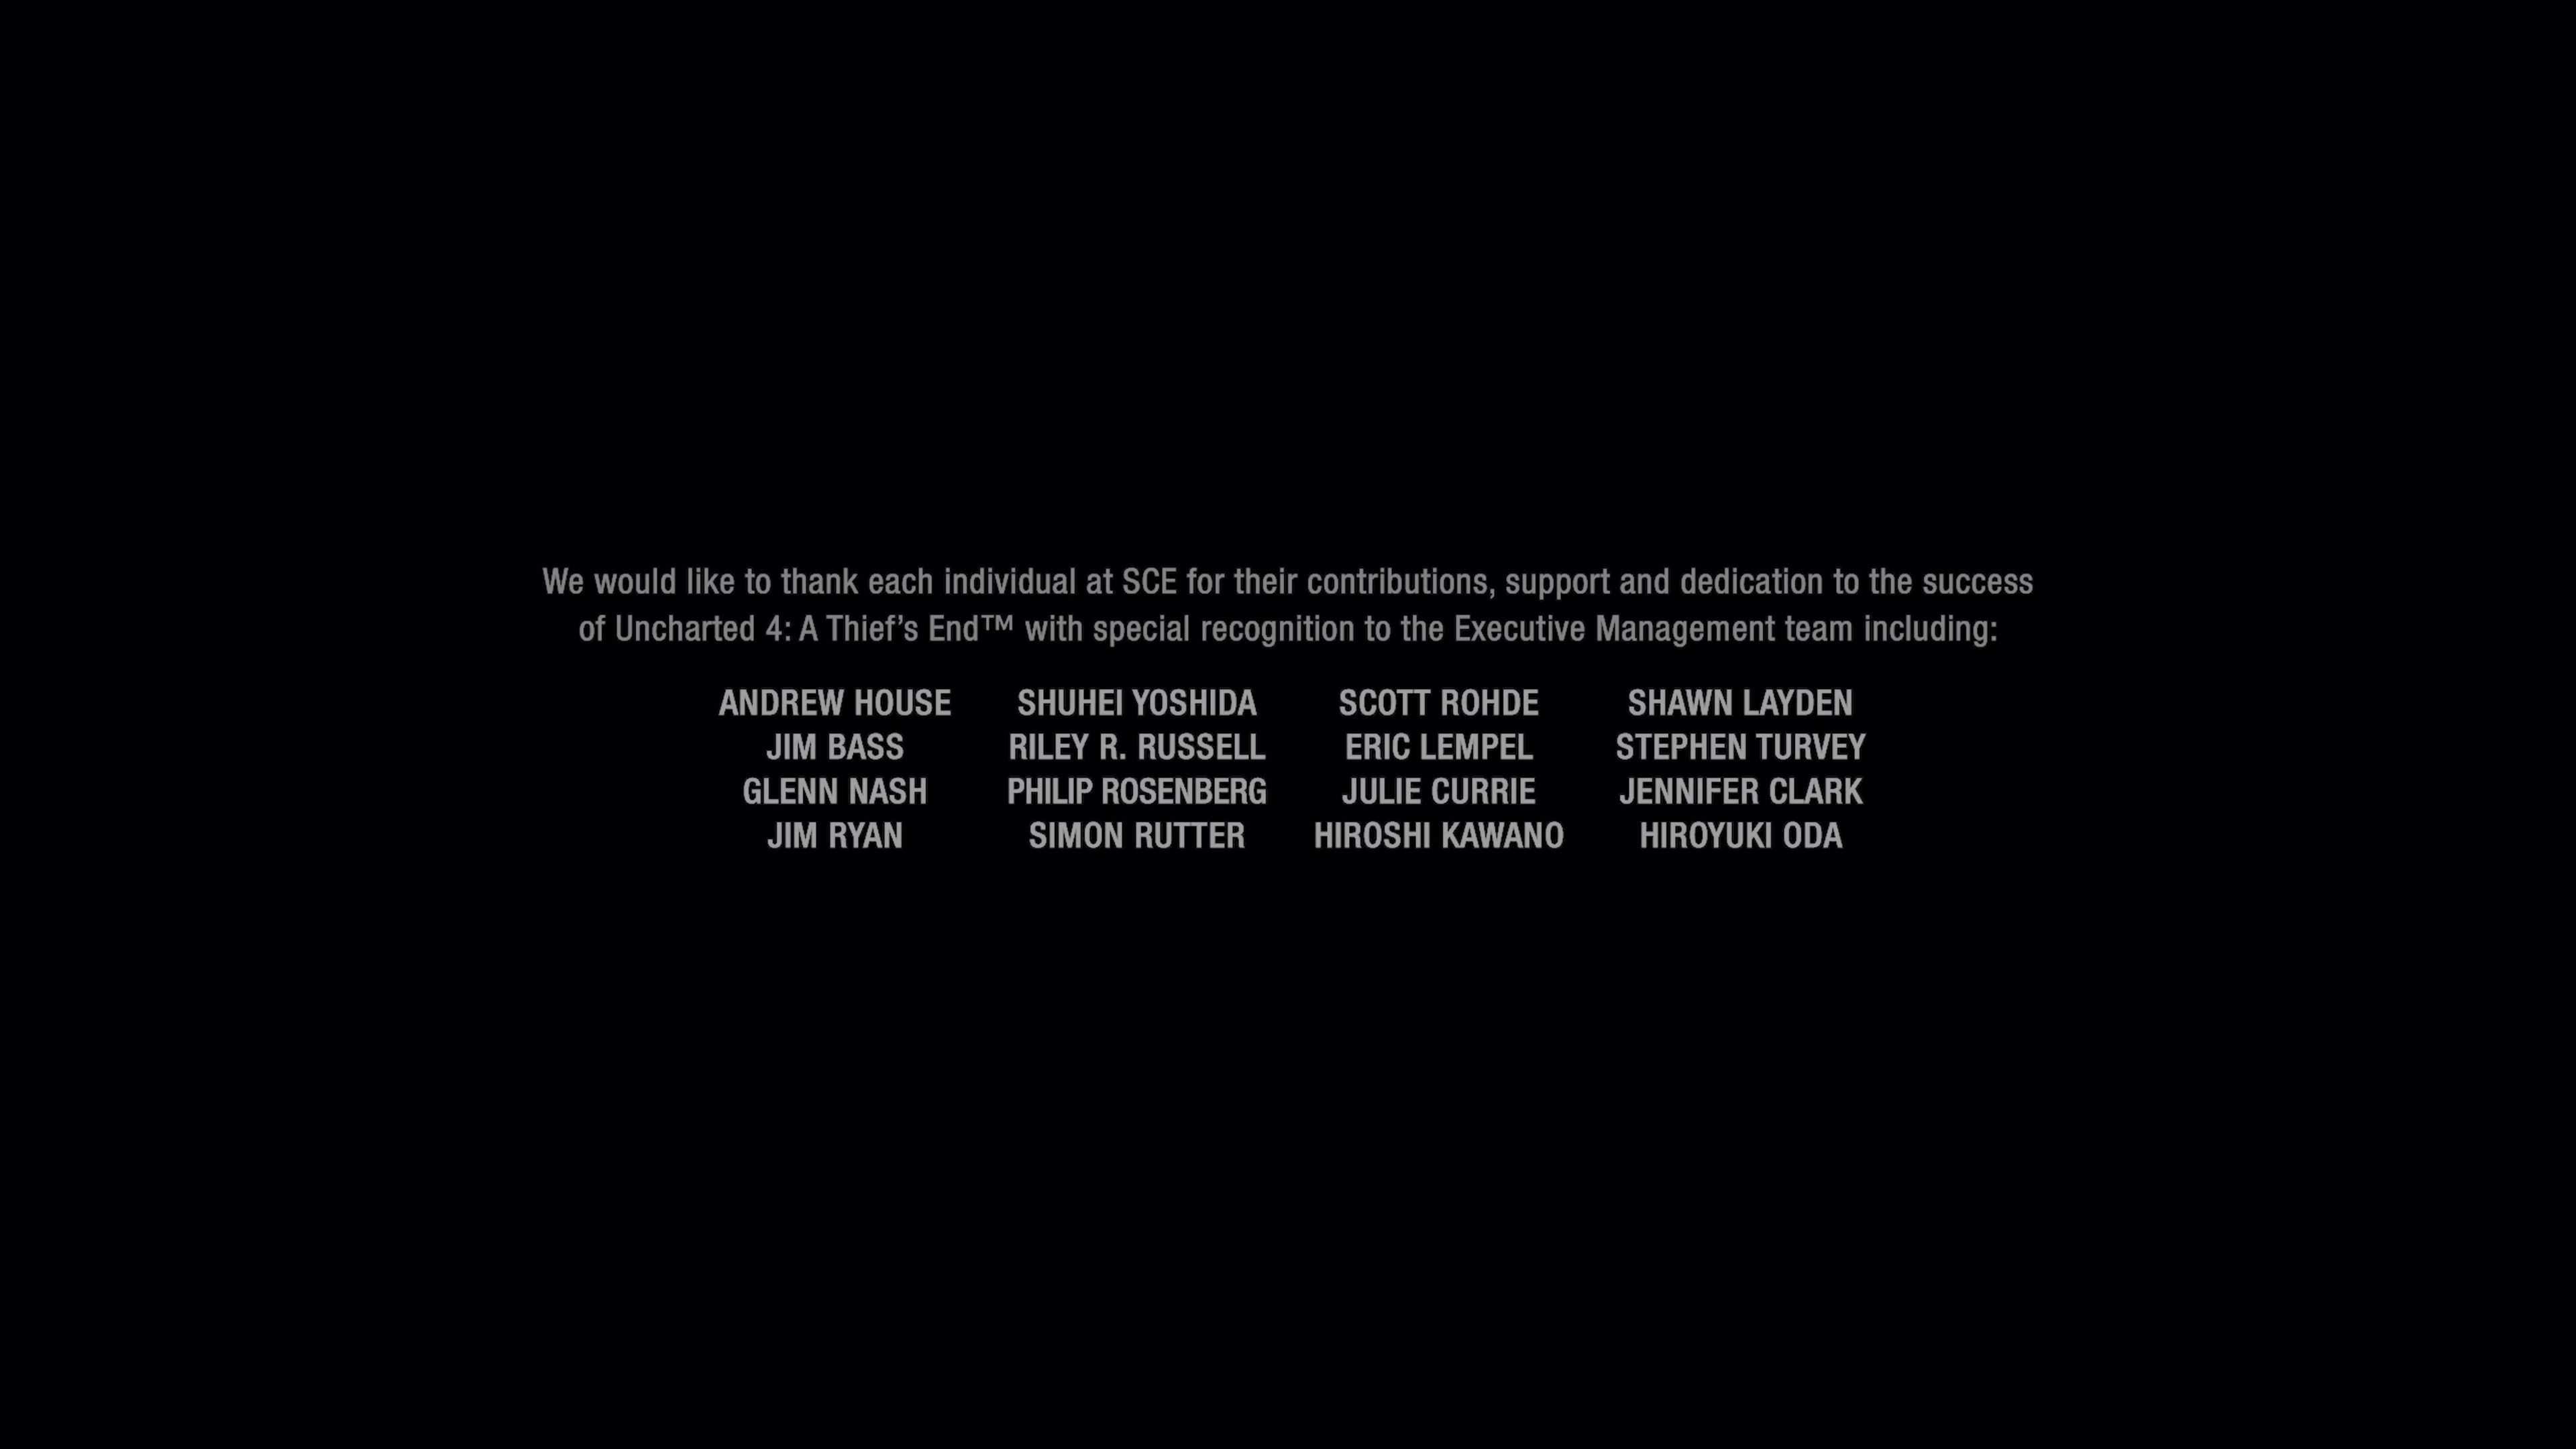 We would like to thank each individual at SCE for their contributions, support and dedication to the success
of Uncharted 4: A Thief’s End™ with special recognition to the Executive Management team including:
ANDREW HOUSE SHUHEI YOSHIDA SCOTT ROHDE SHAWN LAYDEN
JIM BASS RILEY R. RUSSELL ERIC LEMPEL STEPHEN TURVEY
GLENN NASH PHILIP ROSENBERG JULIE CURRIE JENNIFER CLARK
JIM RYAN SIMON RUTTER HIROSHI KAWANO HIROYUKI ODA